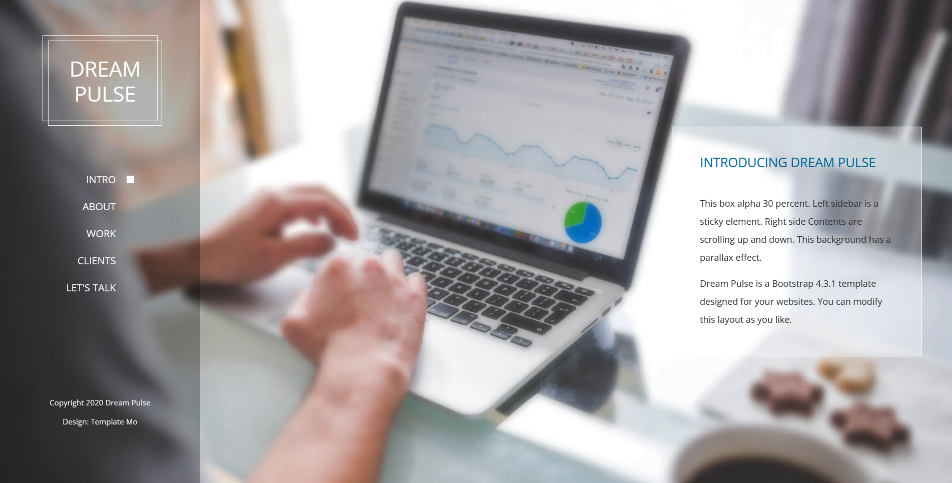 DREAM
PULSE
INTRO
ABOUT
WORK
CLIENTS
LET'S TALK
Copyright 2020 Dream Pulse
Design: Template Mo
INTRODUCING DREAM PULSE
This box alpha 30 percent. Left sidebar is a
sticky element. Right side Contents are
scrolling up and down. This background has a
parallax effect.
Dream Pulse is a Bootstrap 4.3.1 template
designed for your websites. You can modify
this layout as you like.